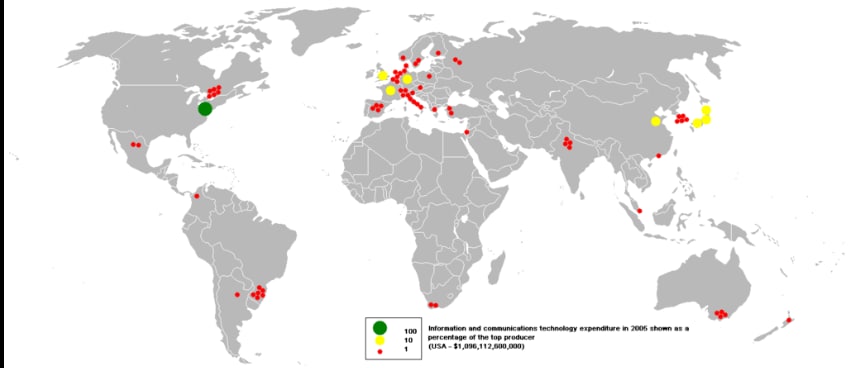 100
10
1
Information and communications technology expenditure in 2005 shown as a
percentage of the top producer
(USA - $1,096,112,600,000)